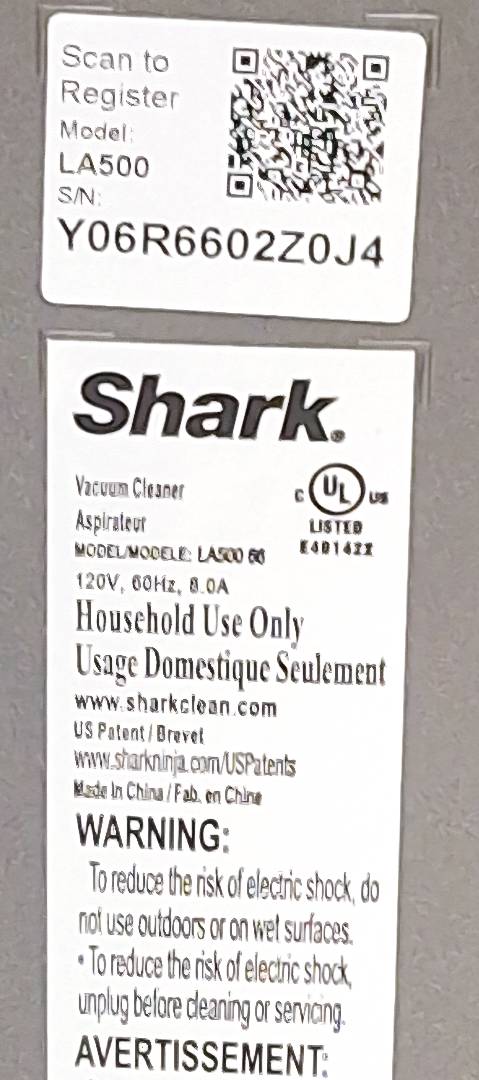 Scan to
Register
Model:
LA500
S/N:
Y06R6602Z0J4
Shark®
Vacuum Cleaner
Aspirateur
C UL US
LISTED
MODEL/MODELE: LA500 66
120V, 60Hz, 8.0A
Household Use Only
Usage Domestique Seulement
www.sharkclean.com
US Patent / Brevet
www.sharkninja.com/USPatents
Made In China / Fab. en Chine
WARNING:
To reduce the risk of electric shock, do
not use outdoors or on wet surfaces.
• To reduce the risk of electric shock,
unplug before cleaning or servicing.
AVERTISSEMENT: